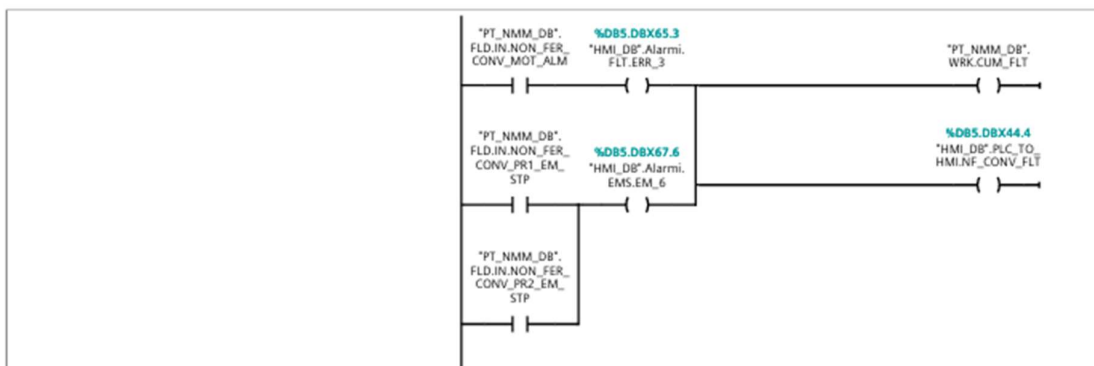 "PT_NMM_DB".
FLD.IN.NON_FER_
CONV_MOT_ALM
%DB5.DBX65.3
"HMI_DB".Alarmi.
FLT.ERR_3
"PT_NMM_DB".
WRK.CUM_FLT
"PT_NMM_DB".
FLD.IN.NON_FER_
CONV_PR1_EM_
STP
%DB5.DBX67.6
"HMI_DB".Alarmi.
EMS.EM_6
%DB5.DBX44.4
"HMI_DB".PLC_TO_
HMI.NF_CONV_FLT
"PT_NMM_DB".
FLD.IN.NON_FER_
CONV_PR2_EM_
STP